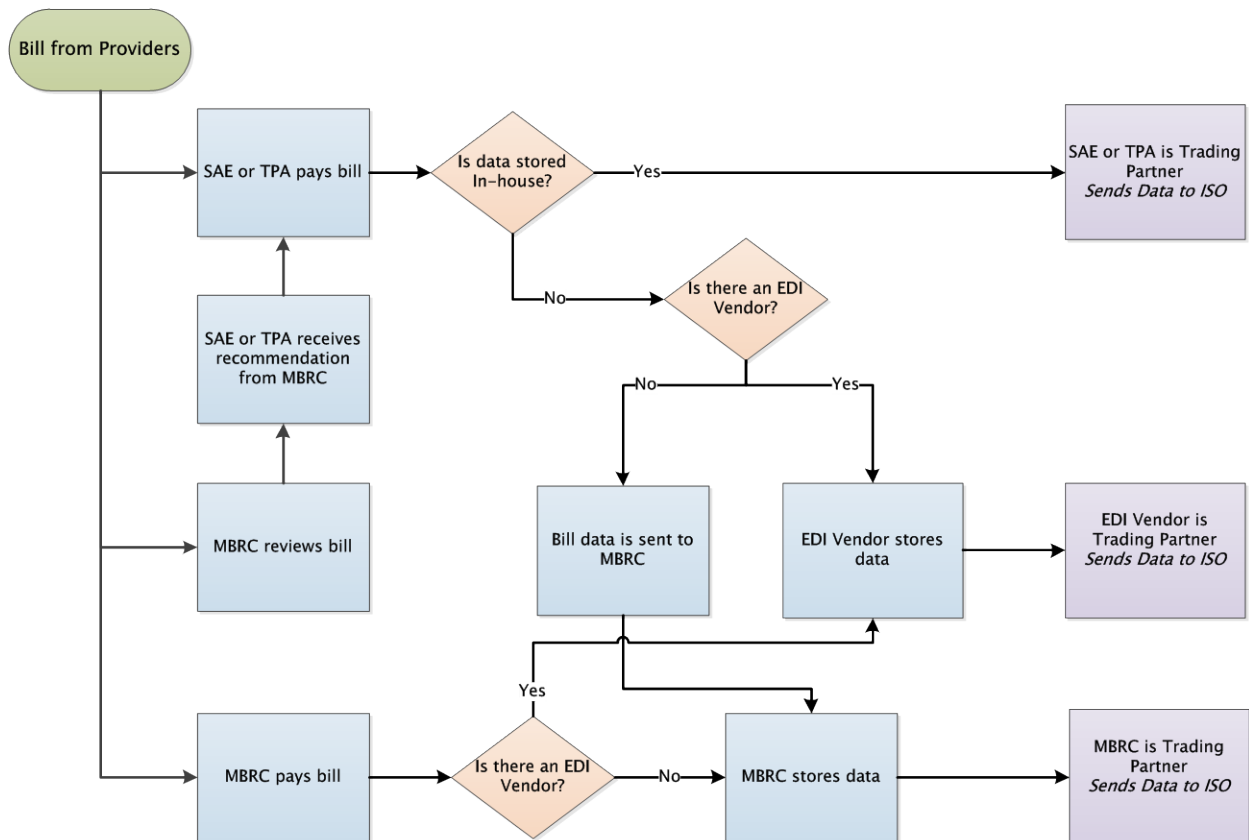 Bill from Providers
SAE or TPA pays bill
Is data stored
In-house?
Yes
SAE or TPA is Trading
Partner
Sends Data to ISO
No
Is there an EDI
Vendor?
SAE or TPA receives
recommendation
from MBRC
No
Yes
MBRC reviews bill
Bill data is sent to
MBRC
EDI Vendor stores
data
EDI Vendor is
Trading Partner
Sends Data to ISO
Yes
MBRC pays bill
Is there an EDI
Vendor?
No
MBRC stores data
MBRC is Trading
Partner
Sends Data to ISO